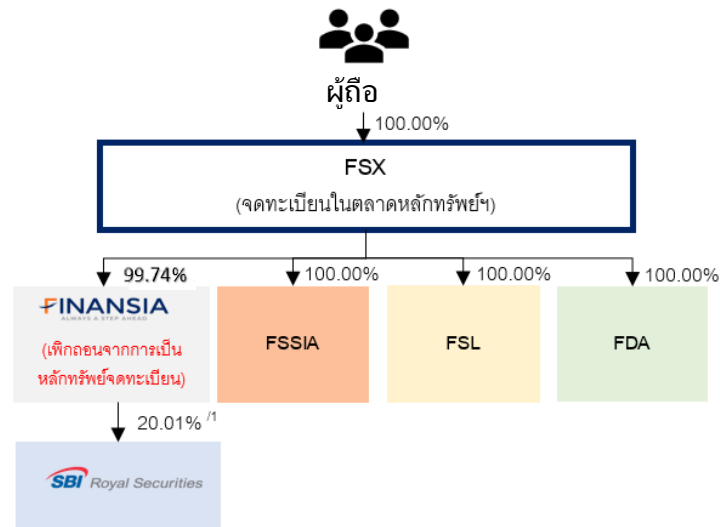 ผู้ถือ
100.00%
FSX
(จดทะเบียนในตลาดหลักทรัพย์ฯ)
99.74%
100.00%
100.00%
100.00%
FINANSIA
ALWAYS A STEP AHEAD
(เพิกถอนจากการเป็น
หลักทรัพย์จดทะเบียน)
FSSIA
FSL
FDA
20.01% /1
SBI Royal Securities